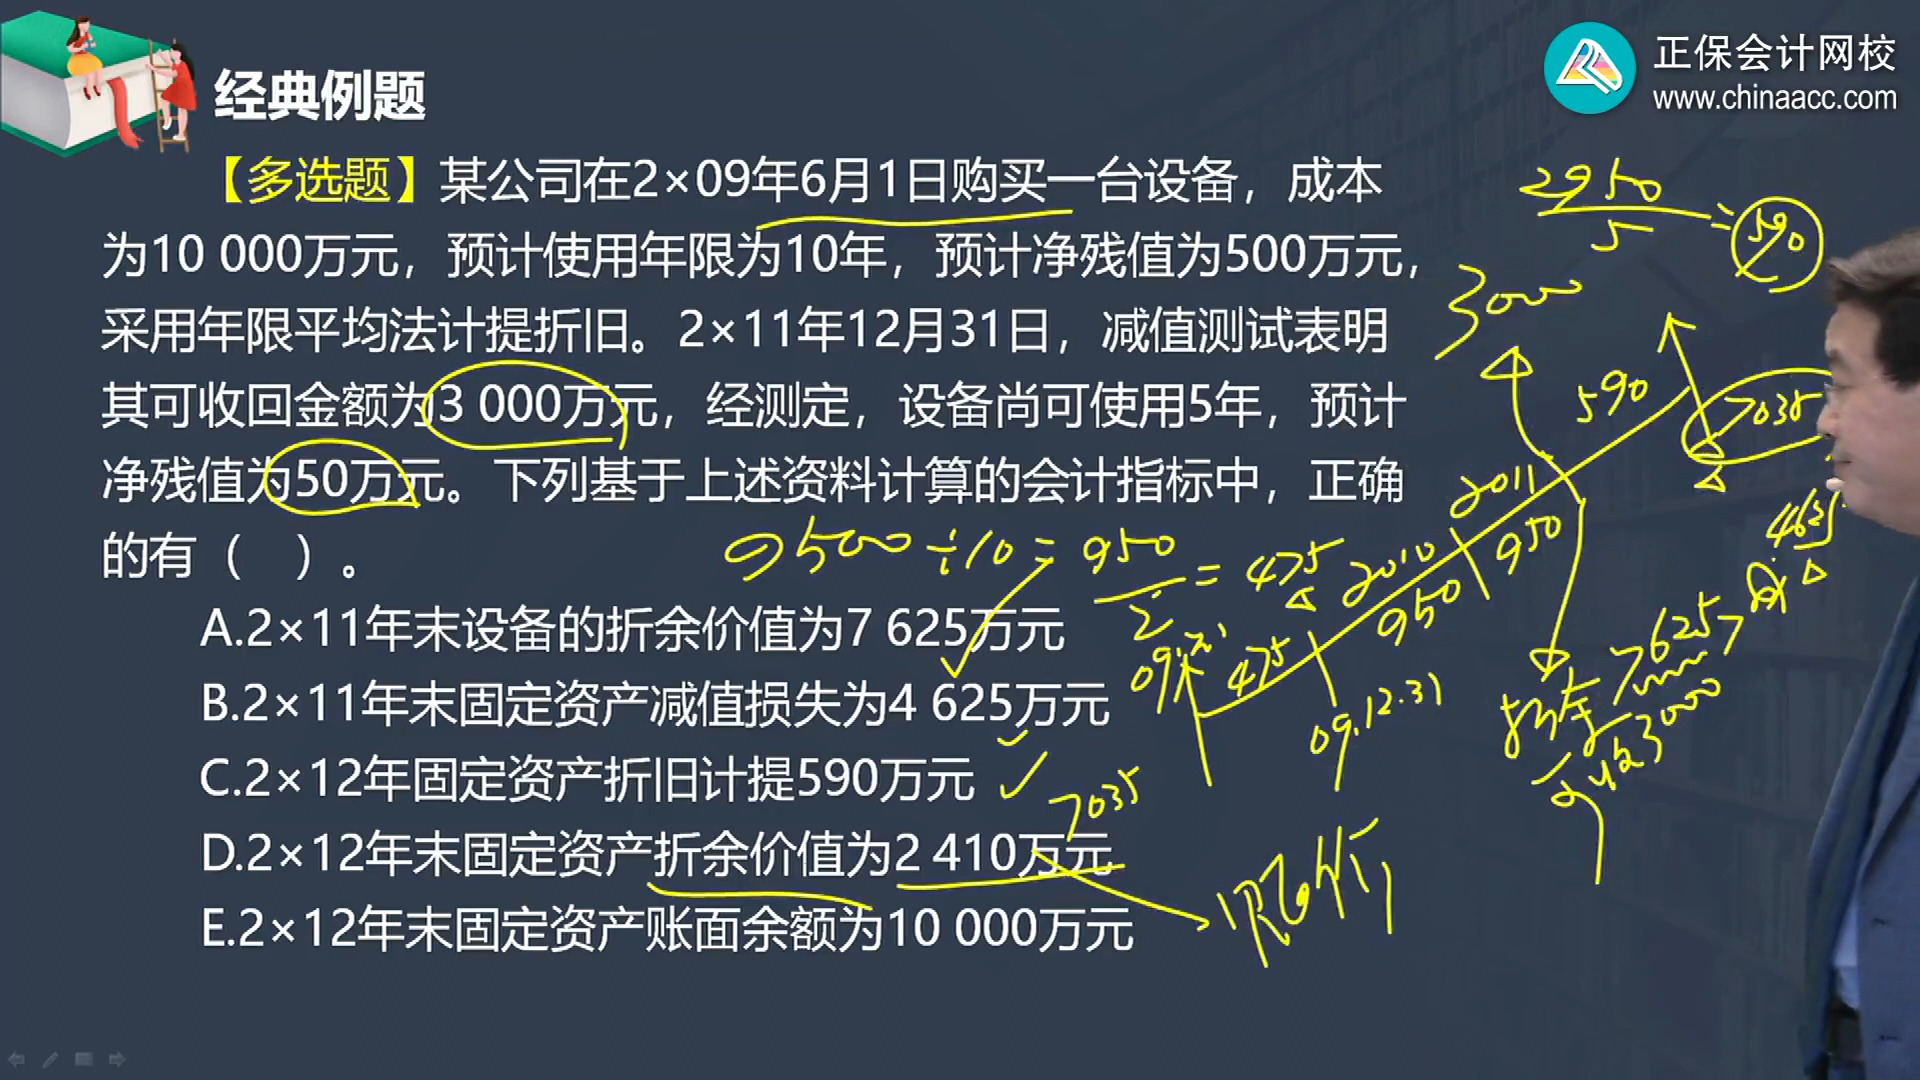 经典例题
正保会计网校
www.chinaacc.com
【多选题】某公司在2×09年6月1日购买一台设备，成本
为10 000万元，预计使用年限为10年，预计净残值为500万元，
采用年限平均法计提折旧。2×11年12月31日，减值测试表明
其可收回金额为3 000万元，经测定，设备尚可使用5年，预计
净残值为50万元。下列基于上述资料计算的会计指标中，正确
的有（ ）。
A.2×11年末设备的折余价值为7 625万元
B.2×11年末固定资产减值损失为4 625万元
C.2×12年固定资产折旧计提590万元
D.2×12年末固定资产折余价值为2 410万元
E.2×12年末固定资产账面余额为10 000万元
2950
5
=
590
3000
590
7035
2011
950
2010
950
9500÷10=950
2
=475
475
09.12.31
折余 7625
3000
7035